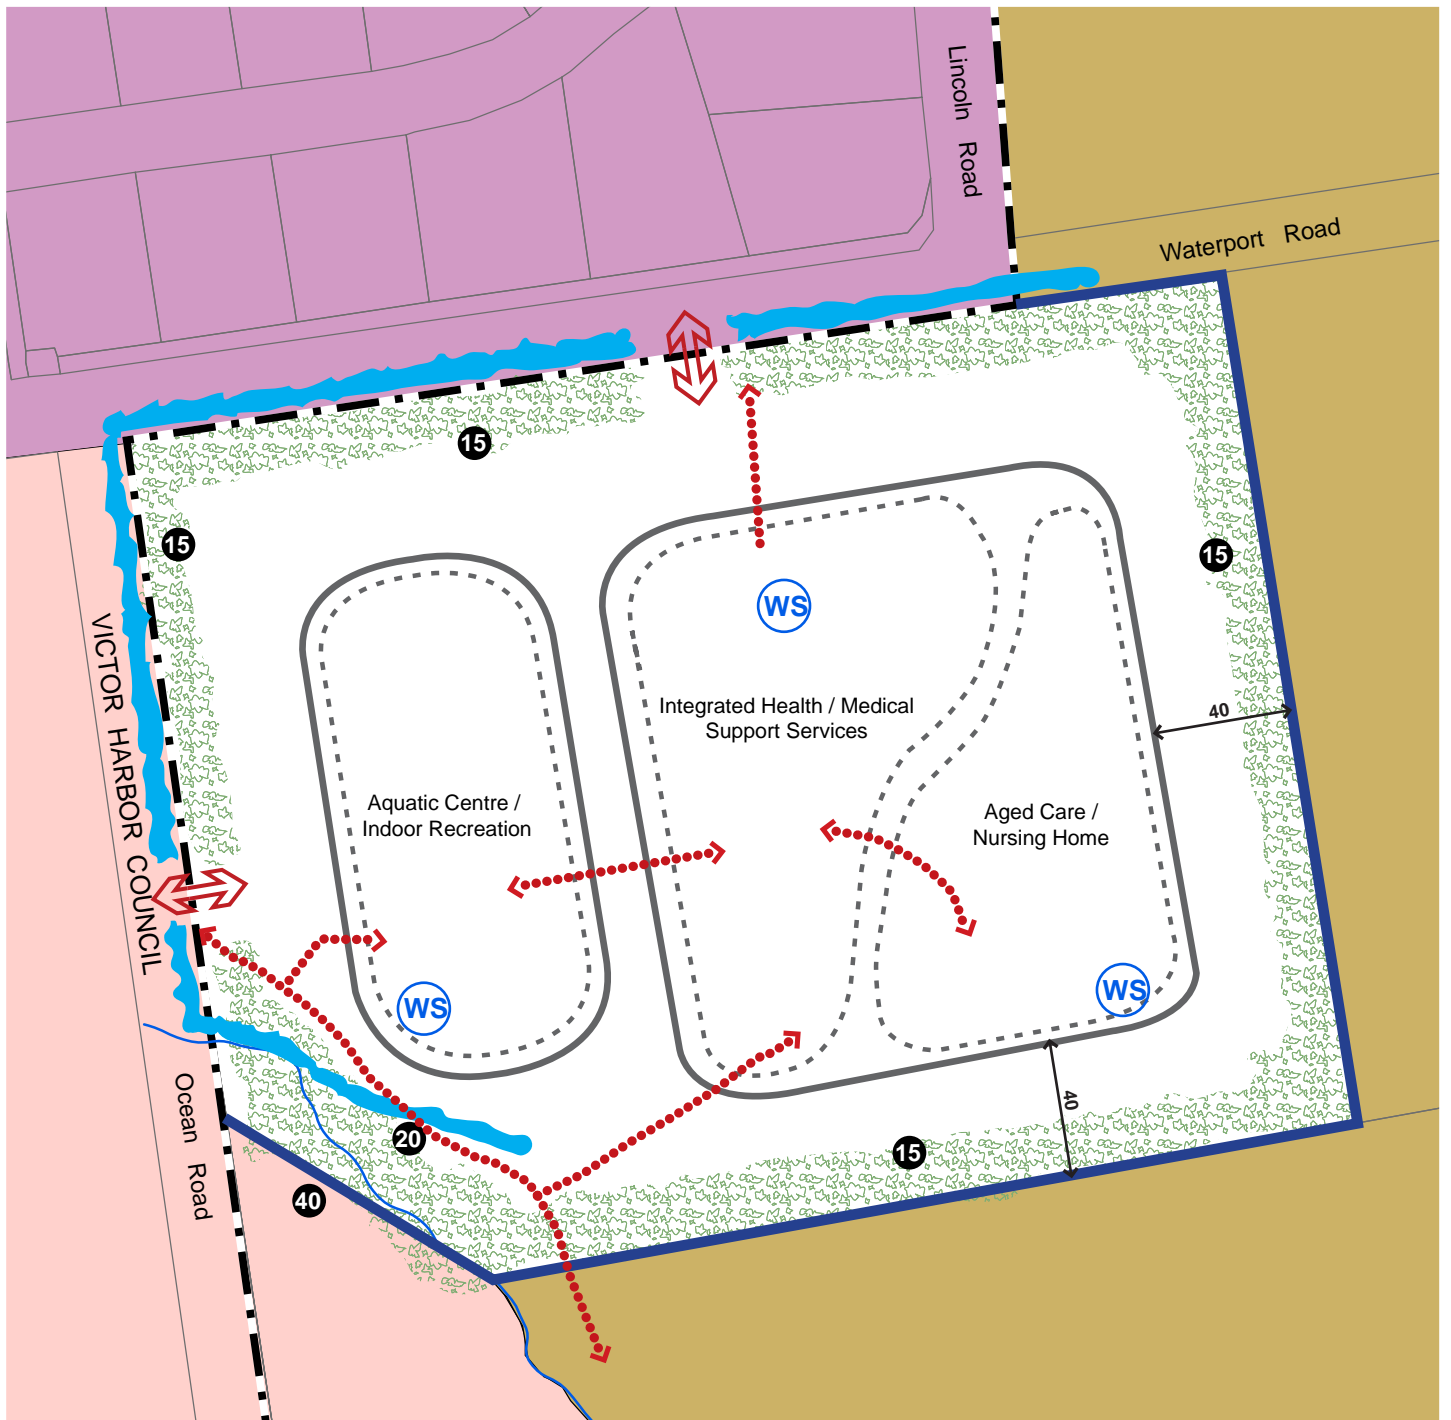 Lincoln Road
Waterport Road
15
15
15
VICTOR HARBOR COUNCIL
WS
Integrated Health / Medical
Support Services
40
Aquatic Centre /
Indoor Recreation
Aged Care /
Nursing Home
WS
WS
40
Ocean Road
20
15
40